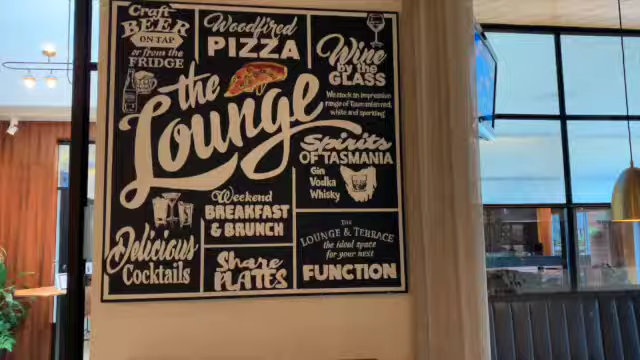 Craft
BEER
ON TAP
or from the
FRIDGE
Woodfired
PIZZA
Wine
by the
GLASS
We stock an impressive
range of Tasmanian red,
white and sparkling
the
Lounge
Spirits
OF TASMANIA
Gin
Vodka
Whisky
Weekend
BREAKFAST
& BRUNCH
Delicious
Cocktails
Share
PLATES
THE
LOUNGE & TERRACE
the ideal space
for your next
FUNCTION